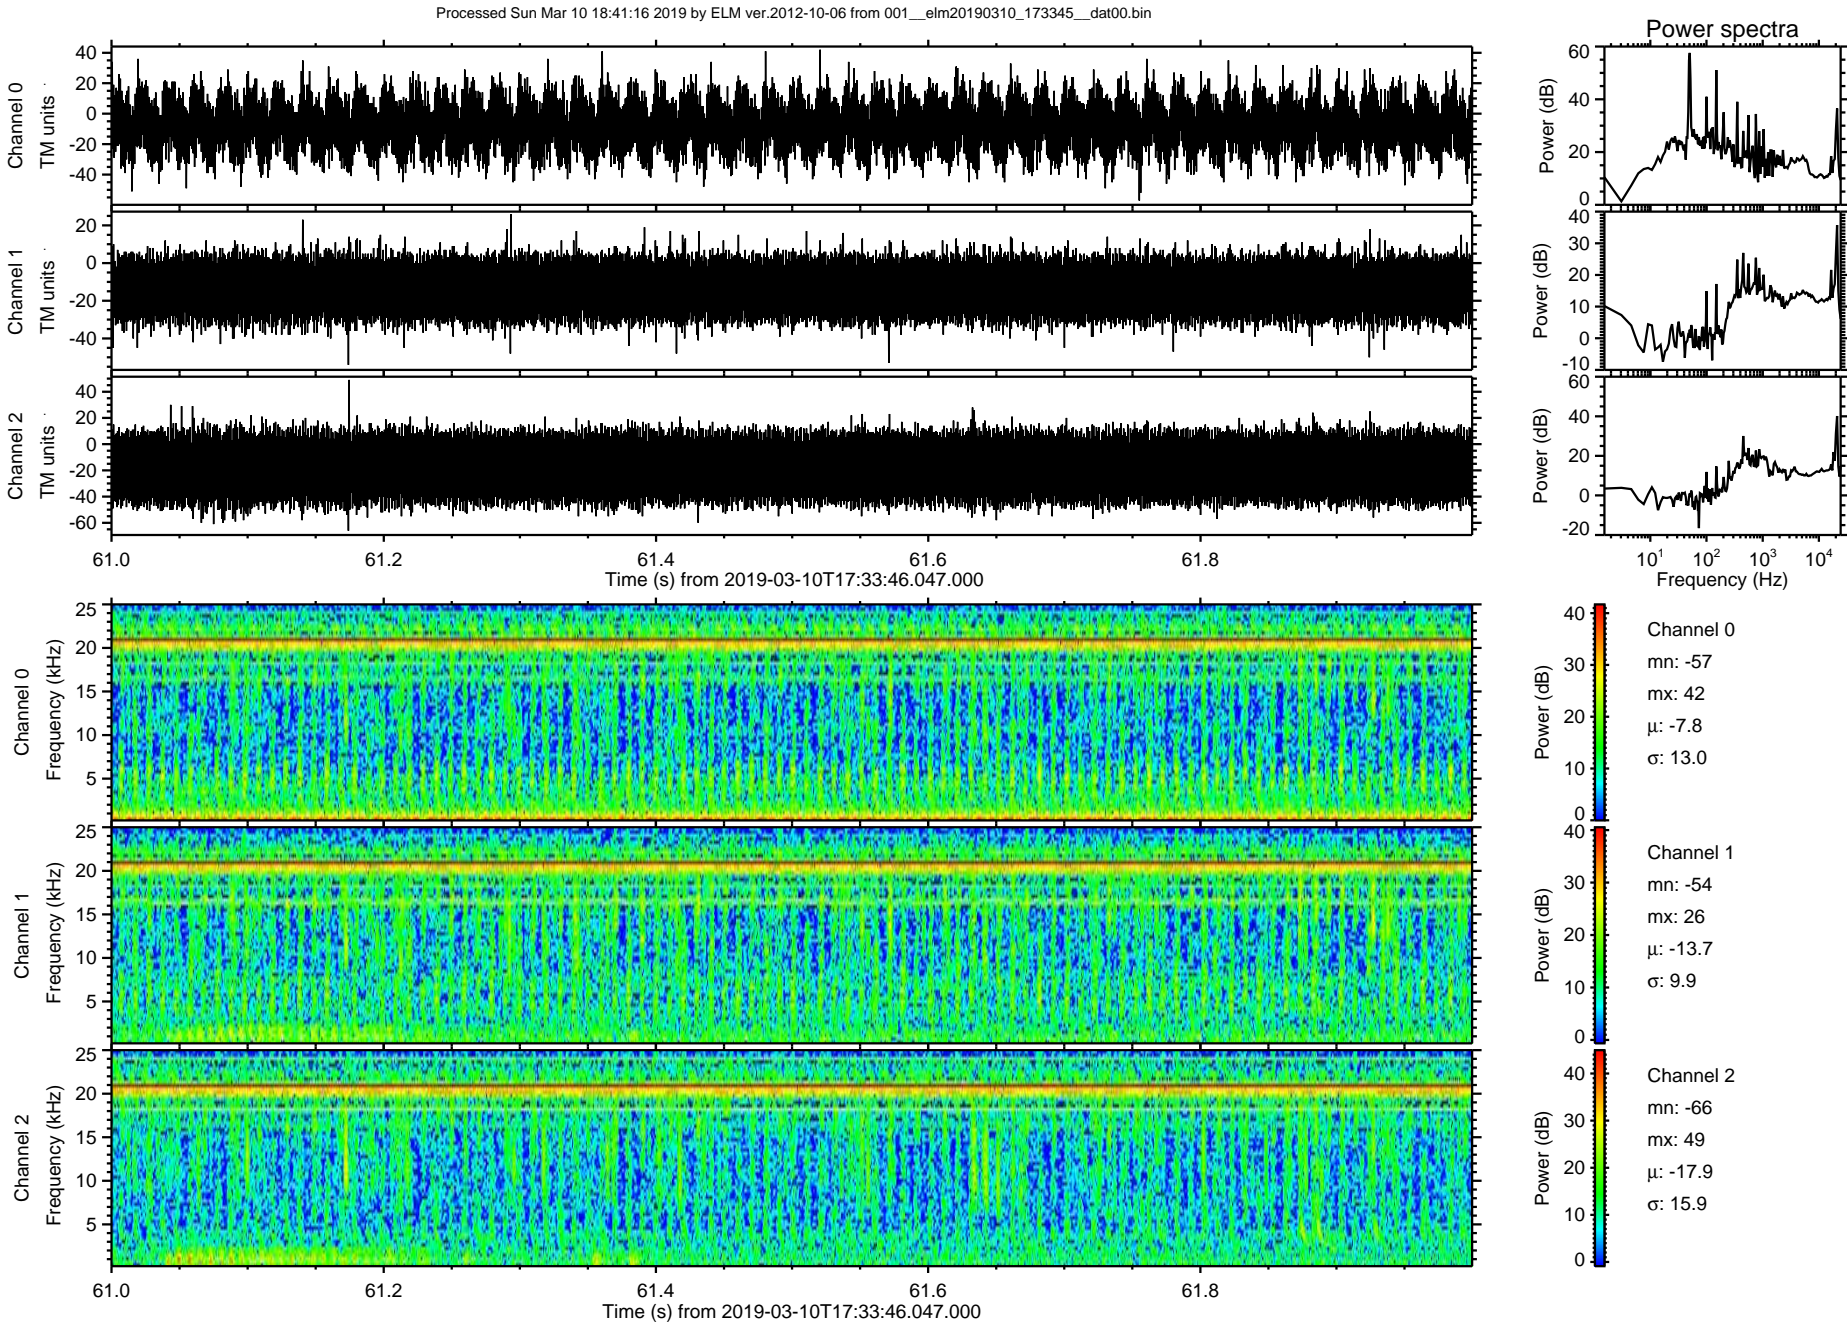 Processed Sun Mar 10 18:41:16 2019 by ELM ver.2012-10-06 from 001__elm20190310_173345__dat00.bin
Power spectra
Channel 0
TM units
40
20
0
-20
-40
Power (dB)
60
40
20
0
Channel 1
TM units
20
0
-20
-40
Power (dB)
40
30
20
10
0
-10
Channel 2
TM units
40
20
0
-20
-40
-60
Power (dB)
60
40
20
0
-20
61.0 61.2 61.4 61.6 61.8
Time (s) from 2019-03-10T17:33:46.047.000
10^1 10^2 10^3 10^4
Frequency (Hz)
Channel 0
Frequency (kHz)
25
20
15
10
5
Power (dB)
40
30
20
10
0
Channel 0
mn: -57
mx: 42
μ: -7.8
σ: 13.0
Channel 1
Frequency (kHz)
25
20
15
10
5
Power (dB)
40
30
20
10
0
Channel 1
mn: -54
mx: 26
μ: -13.7
σ: 9.9
Channel 2
Frequency (kHz)
25
20
15
10
5
Power (dB)
40
30
20
10
0
Channel 2
mn: -66
mx: 49
μ: -17.9
σ: 15.9
61.0 61.2 61.4 61.6 61.8
Time (s) from 2019-03-10T17:33:46.047.000